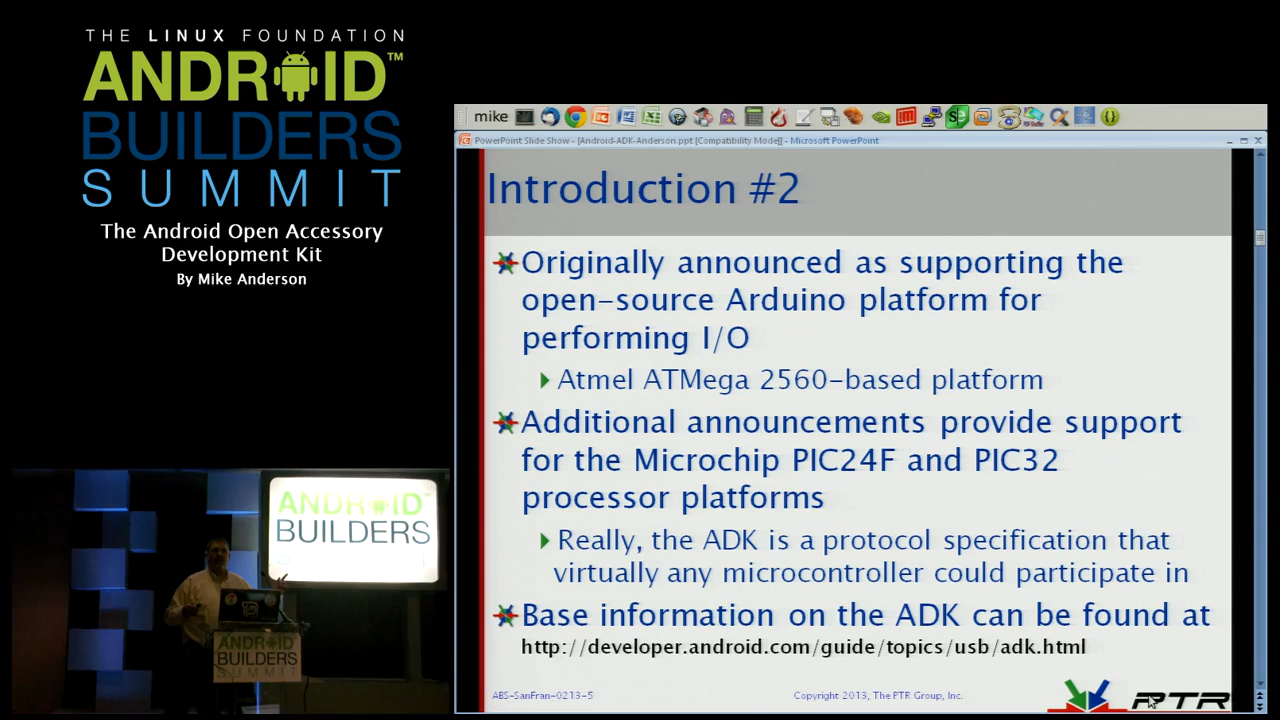 THE LINUX FOUNDATION
ANDROID™
BUILDERS
SUMMIT
The Android Open Accessory
Development Kit
By Mike Anderson
mike
PowerPoint Slide Show - [Android-ADK-Anderson.ppt [Compatibility Mode]] - Microsoft PowerPoint
Introduction #2
Originally announced as supporting the
open-source Arduino platform for
performing I/O
Atmel ATMega 2560-based platform
Additional announcements provide support
for the Microchip PIC24F and PIC32
processor platforms
Really, the ADK is a protocol specification that
virtually any microcontroller could participate in
Base information on the ADK can be found at
http://developer.android.com/guide/topics/usb/adk.html
ABS-SanFran-0213-5
Copyright 2013, The PTR Group, Inc.
PTR
ANDROID
BUILDERS
ANDROID
BUILDERS
SUMMIT